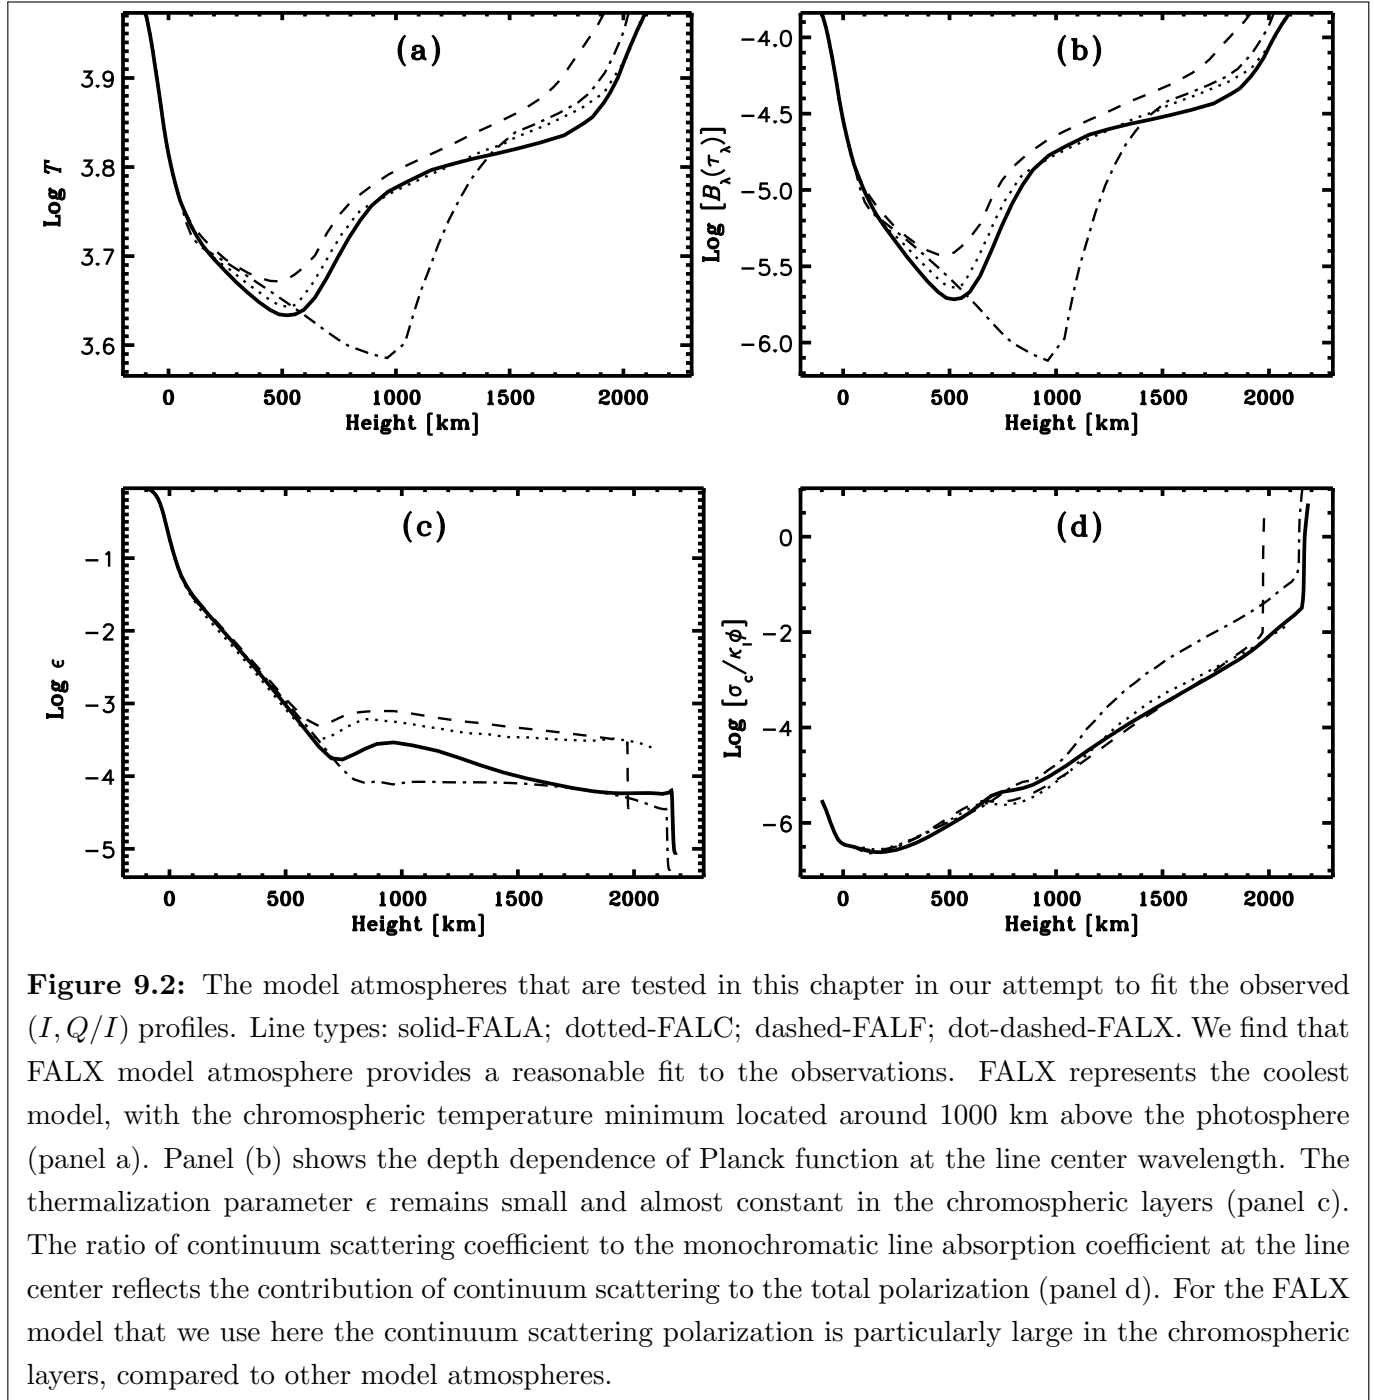 (a)
Log T
3.9
3.8
3.7
3.6
0 500 1000 1500 2000
Height [km]
(b)
Log [B_λ(τ_λ)]
−4.0
−4.5
−5.0
−5.5
−6.0
0 500 1000 1500 2000
Height [km]
(c)
Log ϵ
−1
−2
−3
−4
−5
0 500 1000 1500 2000
Height [km]
(d)
Log [σ_c/κ_lϕ]
0
−2
−4
−6
0 500 1000 1500 2000
Height [km]
Figure 9.2: The model atmospheres that are tested in this chapter in our attempt to fit the observed
(I, Q/I) profiles. Line types: solid-FALA; dotted-FALC; dashed-FALF; dot-dashed-FALX. We find that
FALX model atmosphere provides a reasonable fit to the observations. FALX represents the coolest
model, with the chromospheric temperature minimum located around 1000 km above the photosphere
(panel a). Panel (b) shows the depth dependence of Planck function at the line center wavelength. The
thermalization parameter ϵ remains small and almost constant in the chromospheric layers (panel c).
The ratio of continuum scattering coefficient to the monochromatic line absorption coefficient at the line
center reflects the contribution of continuum scattering to the total polarization (panel d). For the FALX
model that we use here the continuum scattering polarization is particularly large in the chromospheric
layers, compared to other model atmospheres.